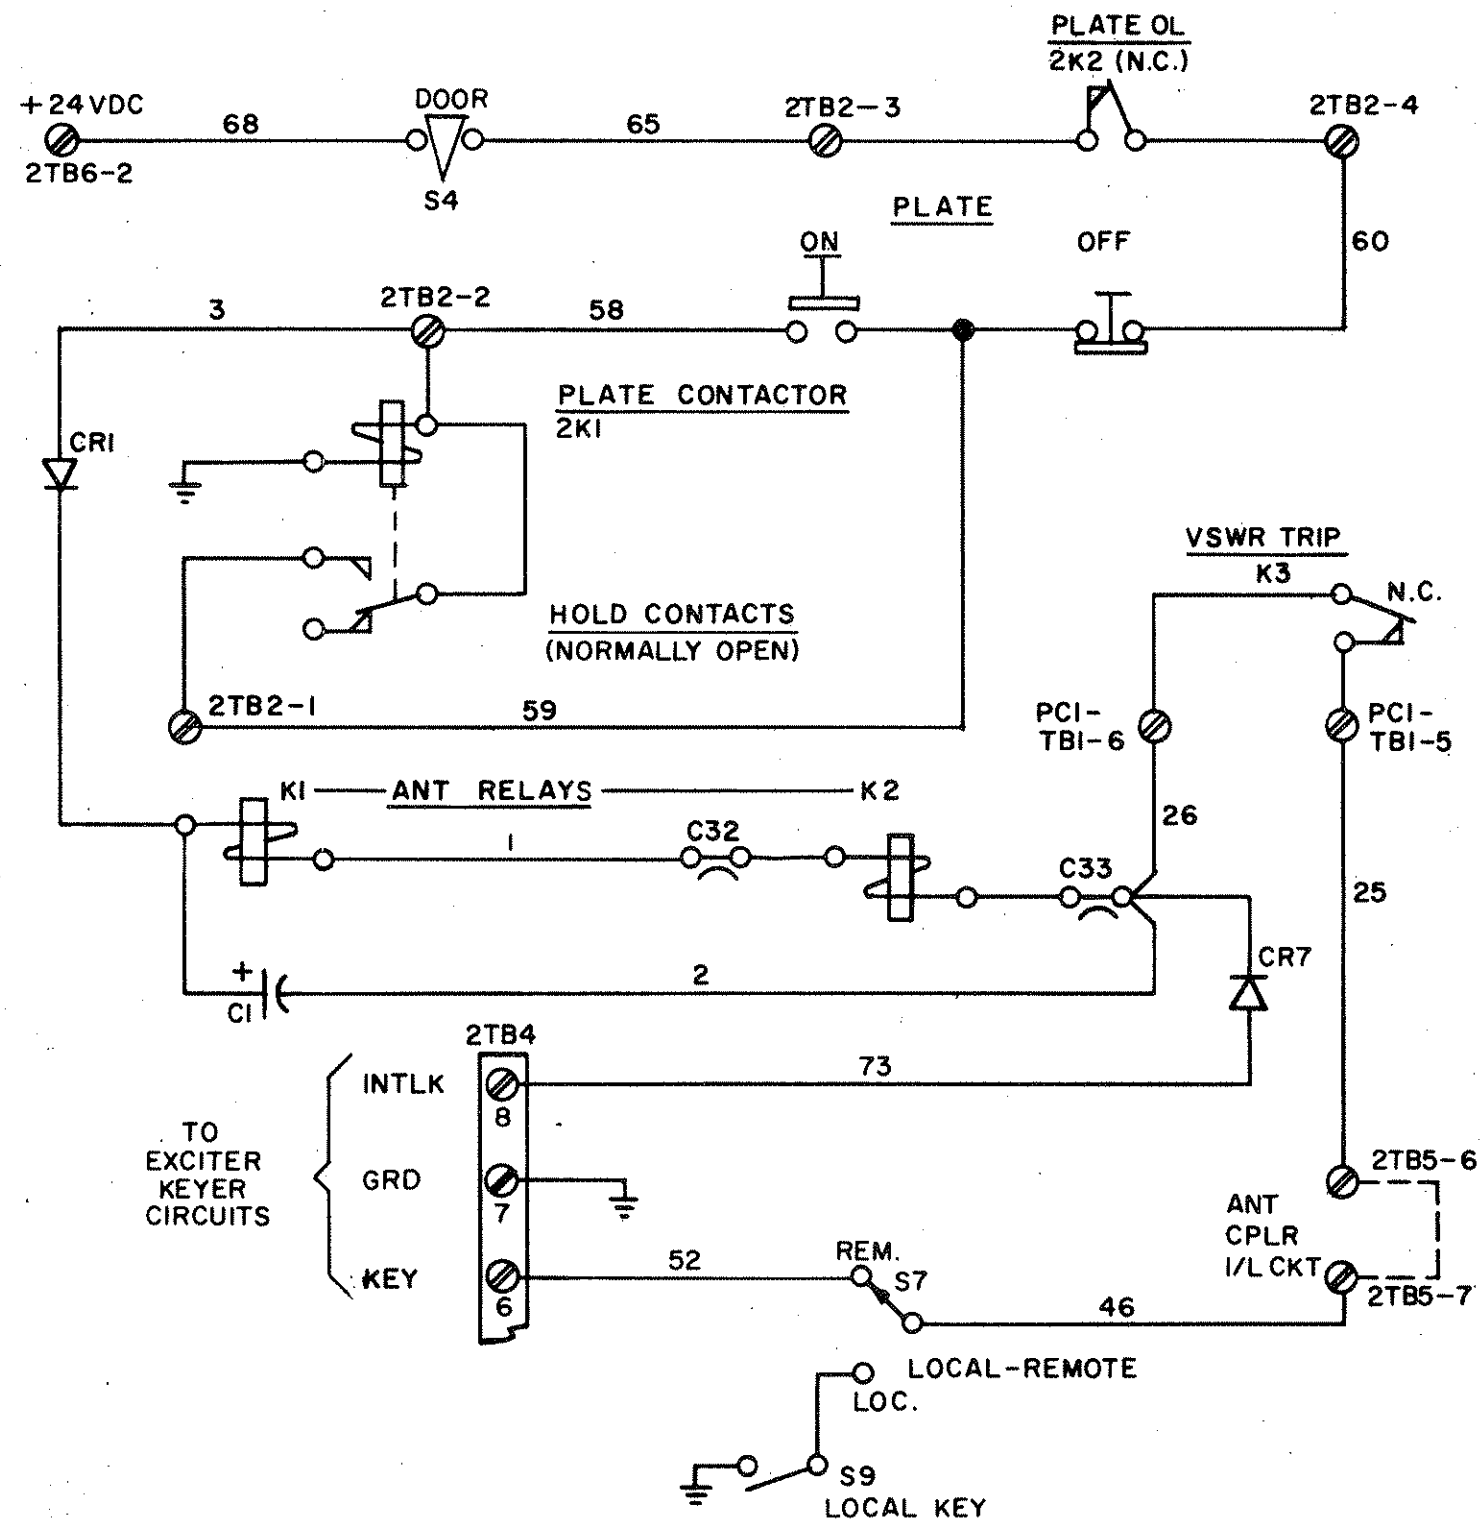 PLATE OL
2K2 (N.C.)
+24VDC
DOOR
2TB2-3
2TB2-4
68
65
2TB6-2
S4
PLATE
ON
OFF
60
3
2TB2-2
58
PLATE CONTACTOR
2K1
CR1
VSWR TRIP
K3
N.C.
HOLD CONTACTS
(NORMALLY OPEN)
2TB2-1
59
PC1-
TB1-6
PC1-
TB1-5
K1
ANT RELAYS
K2
26
1
C32
C33
25
CR7
+
C1
2
2TB4
INTLK
8
73
TO
EXCITER
KEYER
CIRCUITS
GRD
7
2TB5-6
ANT
CPLR
I/L CKT
KEY
6
52
REM.
S7
2TB5-7
46
LOCAL-REMOTE
LOC.
S9
LOCAL KEY